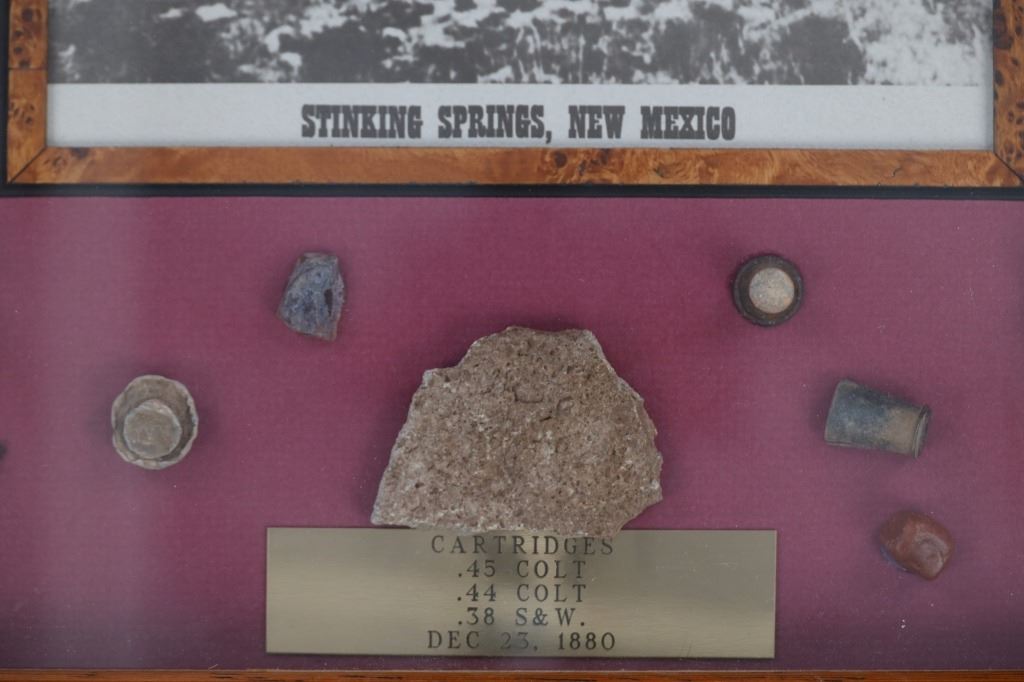 STINKING SPRINGS, NEW MEXICO
CARTRIDGES
.45 COLT
.44 COLT
.38 S&W.
DEC 23, 1880